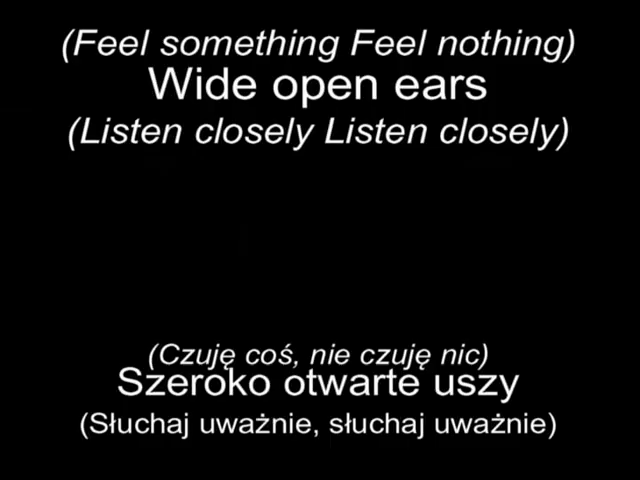 (Feel something Feel nothing)
Wide open ears
(Listen closely Listen closely)
(Czuję coś, nie czuję nic)
Szeroko otwarte uszy
(Słuchaj uważnie, słuchaj uważnie)